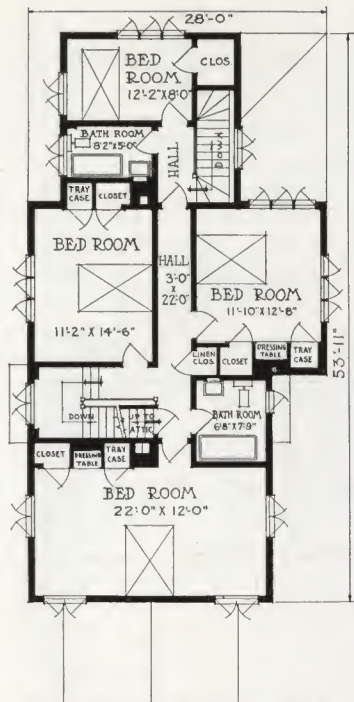 28'-0"
BED
ROOM
12'-2"X8'-0"
CLOS.
BATH ROOM
8'2"X5'-0"
HALL
DOWN
TRAY
CASE
CLOSET
BED ROOM
11'-2" X 14'-6"
HALL
3'-0"
X
22'-0"
BED ROOM
11'-10"X12'-8"
53'-11"
LINEN
CLOS.
CLOSET
DRESSING
TABLE
TRAY
CASE
DOWN
UP TO
ATTIC
BATH ROOM
6'8"X7'-9"
CLOSET
DRESSING
TABLE
TRAY
CASE
BED ROOM
22'-0" X 12'-0"